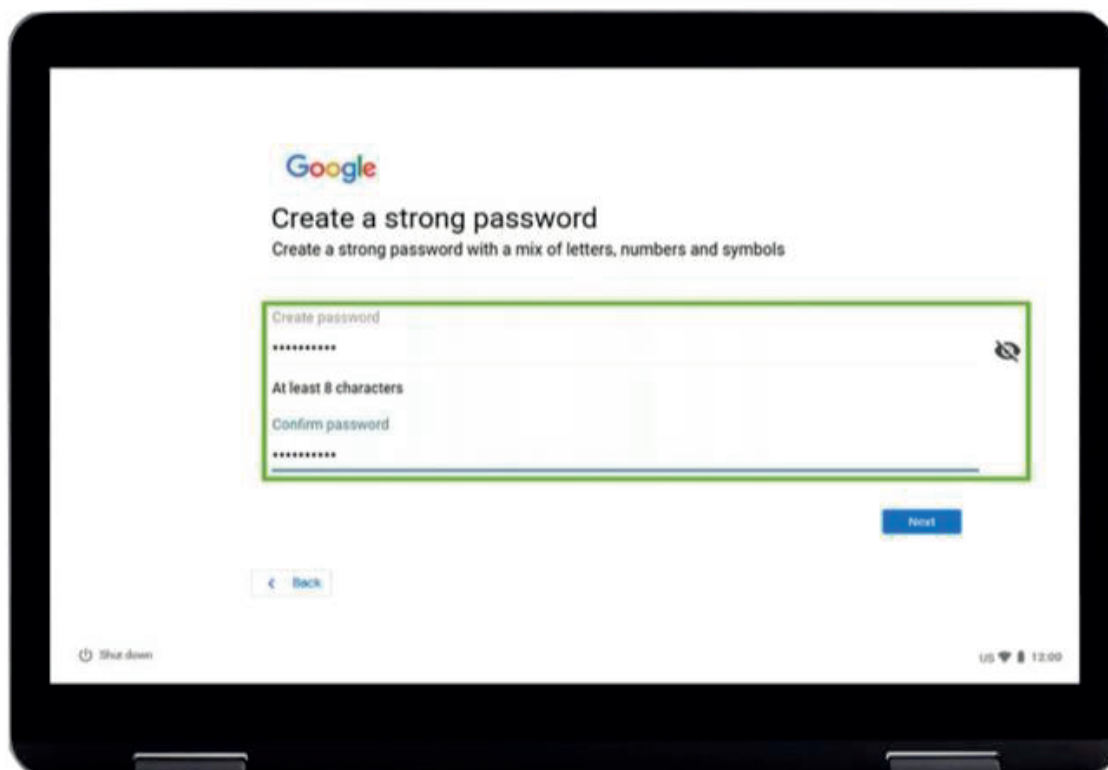 Google
Create a strong password
Create a strong password with a mix of letters, numbers and symbols
Create password
••••••••••
At least 8 characters
Confirm password
••••••••••
Next
Back
Shut down
US 12:00